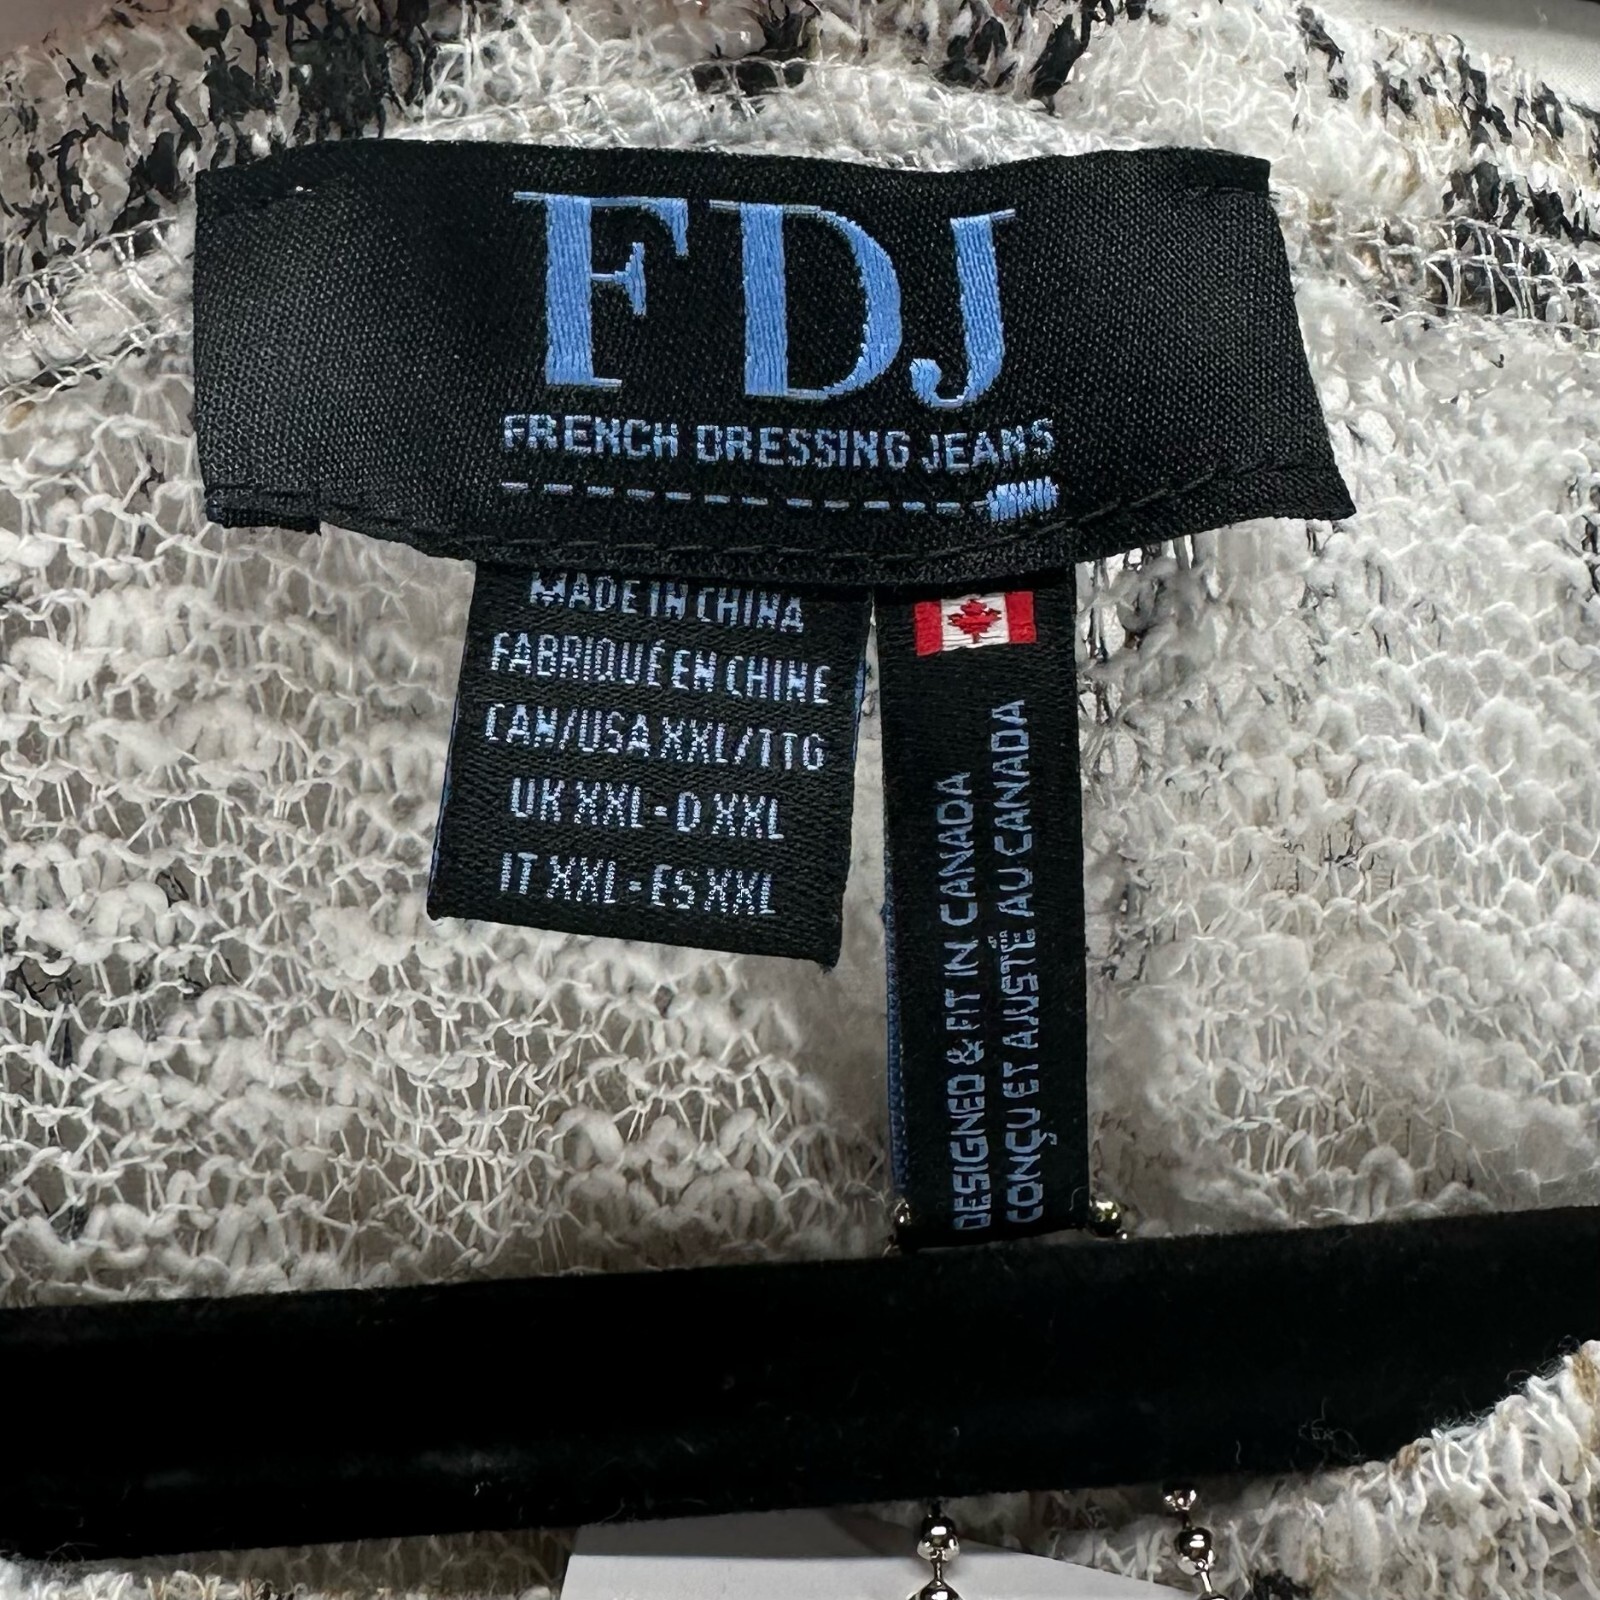 FDJ
FRENCH DRESSING JEANS
MADE IN CHINA
FABRIQUÉ EN CHINE
CAN/USA XXL/TTG
UK XXL - D XXL
IT XXL - ES XXL
DESIGNED & FIT IN CANADA
CONÇU ET AJUSTÉ AU CANADA